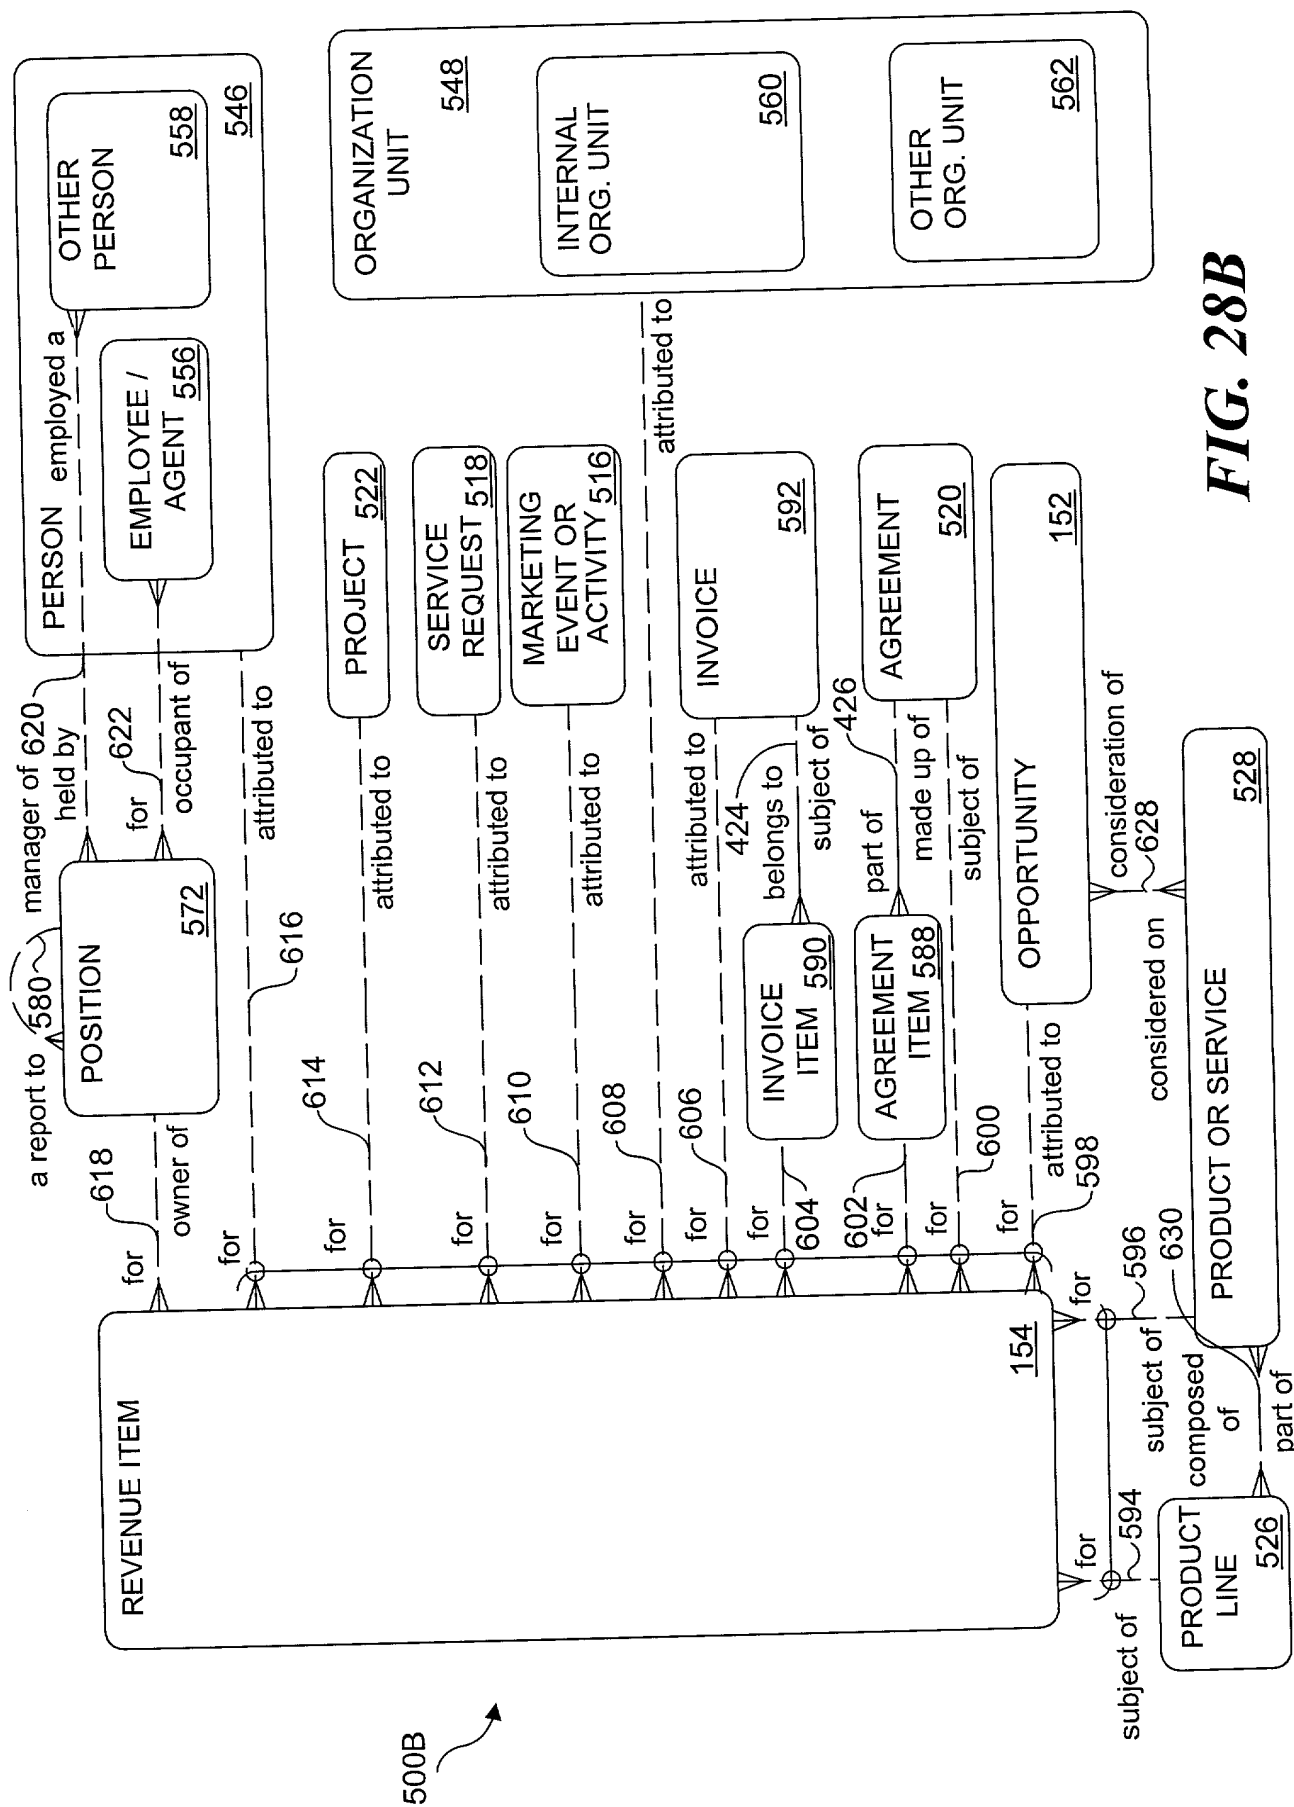 500B
REVENUE ITEM
154
a report to
580
manager of
POSITION
572
618
for
owner of
620
held by
622
for
occupant of
PERSON
employed a
OTHER
PERSON
558
EMPLOYEE /
AGENT 556
546
616
for
attributed to
614
for
attributed to
PROJECT
522
612
for
attributed to
SERVICE
REQUEST 518
610
for
attributed to
MARKETING
EVENT OR
ACTIVITY 516
608
for
attributed to
ORGANIZATION
UNIT
548
INTERNAL
ORG. UNIT
560
OTHER
ORG. UNIT
562
606
for
attributed to
INVOICE
592
604
for
INVOICE
ITEM 590
424
belongs to
subject of
602
for
AGREEMENT
ITEM 588
426
part of
made up of
AGREEMENT
520
600
for
subject of
598
for
attributed to
OPPORTUNITY
152
628
consideration of
considered on
PRODUCT OR SERVICE
528
for
596
subject of
630
composed
of
part of
for
594
subject of
PRODUCT
LINE
526
FIG. 28B